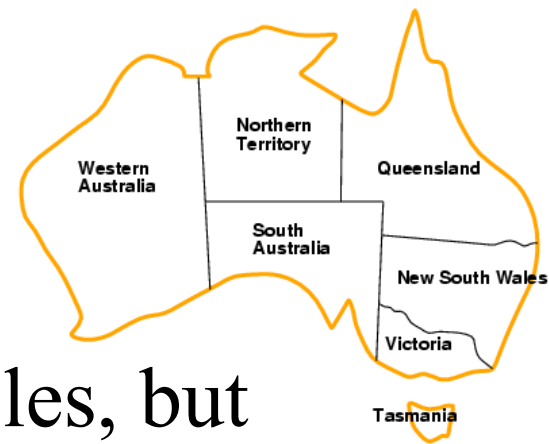 Northern
Territory
Western
Australia
Queensland
South
Australia
New South Wales
Victoria
les, but
Tasmania